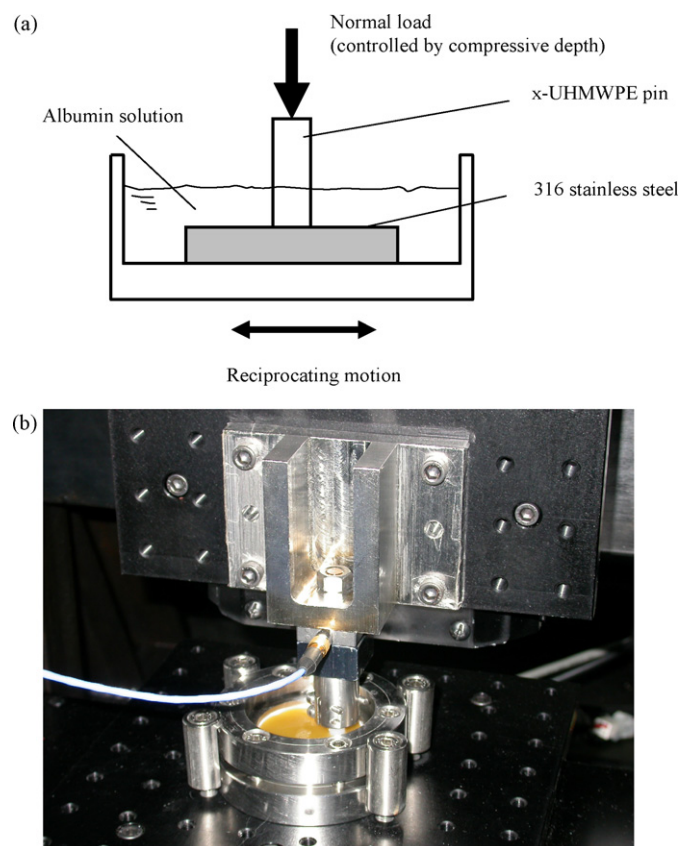 (a)
Normal load
(controlled by compressive depth)
x-UHMWPE pin
Albumin solution
316 stainless steel
Reciprocating motion
(b)